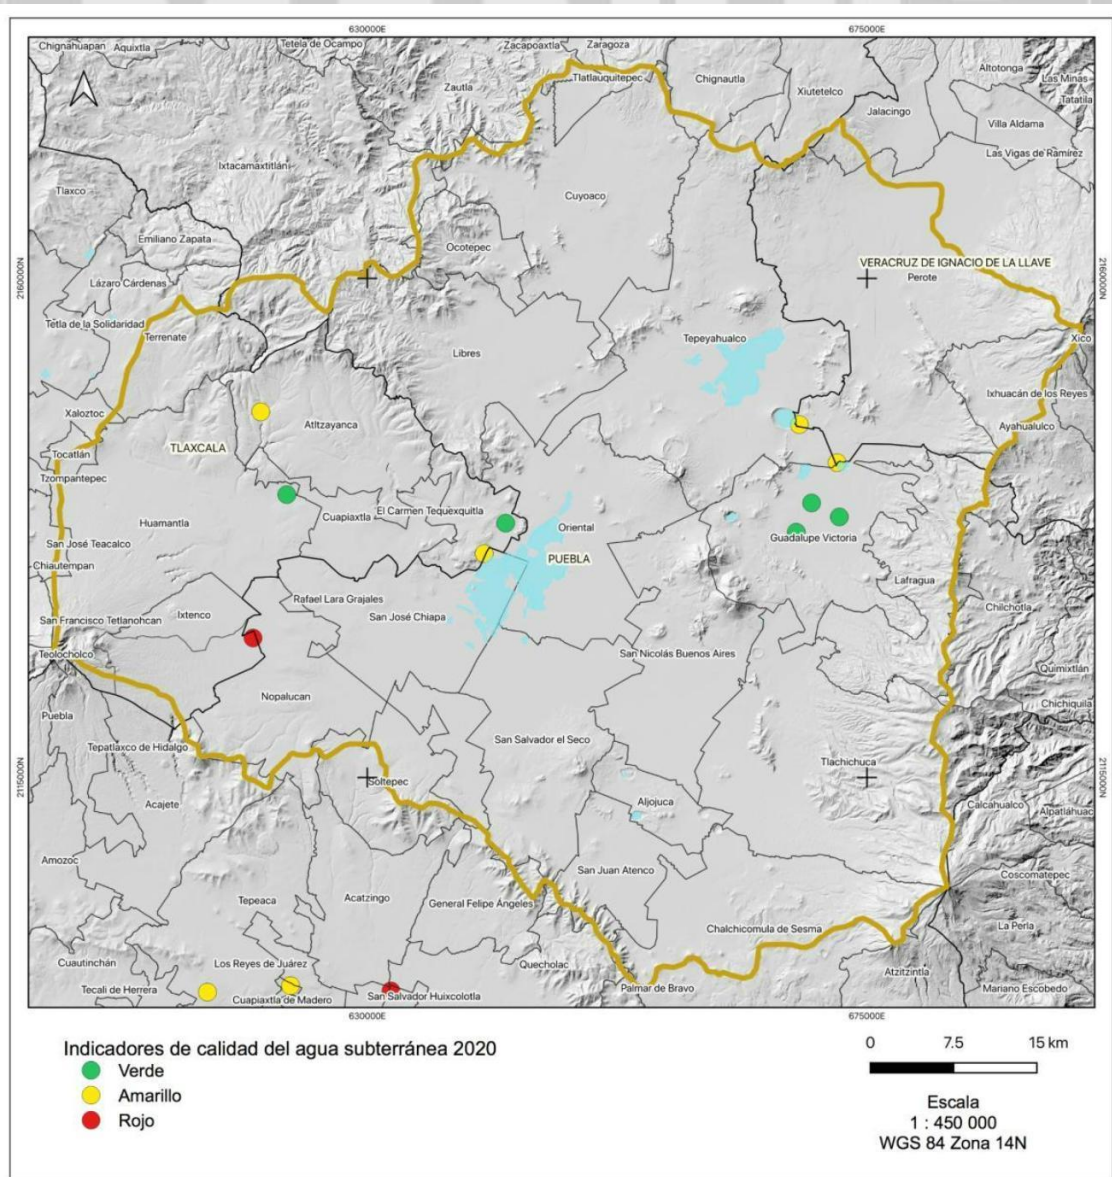 630000E
675000E
Chignahuapan
Aquixtla
Tetela de Ocampo
Zacapoaxtla
Zaragoza
Tlatlauquitepec
Chignautla
Xiutetelco
Altotonga
Las Minas
Tatatila
Zautla
Jalacingo
Villa Aldama
Las Vigas de Ramírez
Ixtacamaxtitlán
Tlaxco
Cuyoaco
Emiliano Zapata
Ocotepec
2160000N
Lázaro Cárdenas
VERACRUZ DE IGNACIO DE LA LLAVE
Perote
2160000N
Tetla de la Solidaridad
Terrenate
Tepeyahualco
Xico
Libres
Ixhuacán de los Reyes
Xaloztoc
Atltzayanca
Ayahualulco
TLAXCALA
Tocatlán
Tzompantepec
Huamantla
Cuapiaxtla
El Carmen Tequexquitla
Oriental
Guadalupe Victoria
San José Teacalco
Chiautempan
PUEBLA
Lafragua
Rafael Lara Grajales
Ixtenco
San José Chiapa
Chilchotla
San Francisco Tetlanohcan
Teolocholco
San Nicolás Buenos Aires
Quimixtlán
Nopalucan
Chichiquila
Puebla
Tepatlaxco de Hidalgo
San Salvador el Seco
Tlachichuca
2115000N
Soltepec
2115000N
Acajete
Aljojuca
Calcahualco
Alpatláhuac
Amozoc
San Juan Atenco
Coscomatepec
Tepeaca
Acatzingo
General Felipe Ángeles
La Perla
Chalchicomula de Sesma
Cuautinchán
Los Reyes de Juárez
Quecholac
Atzitzintla
Tecali de Herrera
Cuapiaxtla de Madero
San Salvador Huixcolotla
Palmar de Bravo
Mariano Escobedo
630000E
675000E
Indicadores de calidad del agua subterránea 2020
Verde
Amarillo
Rojo
0 7.5 15 km
Escala
1 : 450 000
WGS 84 Zona 14N